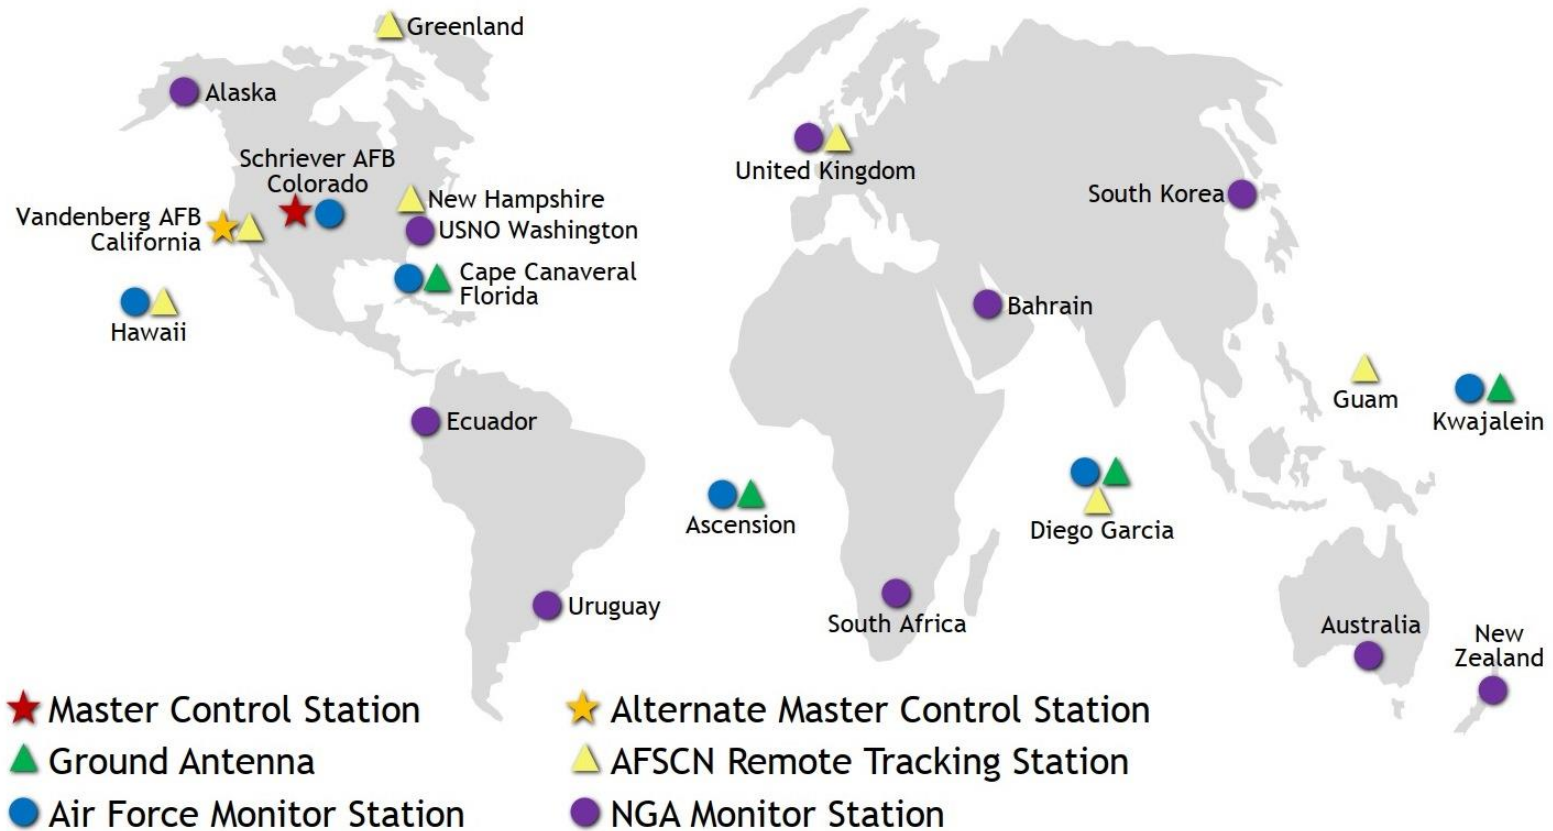 Greenland
Alaska
Schriever AFB
Colorado
New Hampshire
Vandenberg AFB
California
USNO Washington
Cape Canaveral
Florida
Hawaii
United Kingdom
South Korea
Bahrain
Guam
Kwajalein
Ecuador
Ascension
Diego Garcia
Uruguay
South Africa
Australia
New
Zealand
Master Control Station
Alternate Master Control Station
Ground Antenna
AFSCN Remote Tracking Station
Air Force Monitor Station
NGA Monitor Station